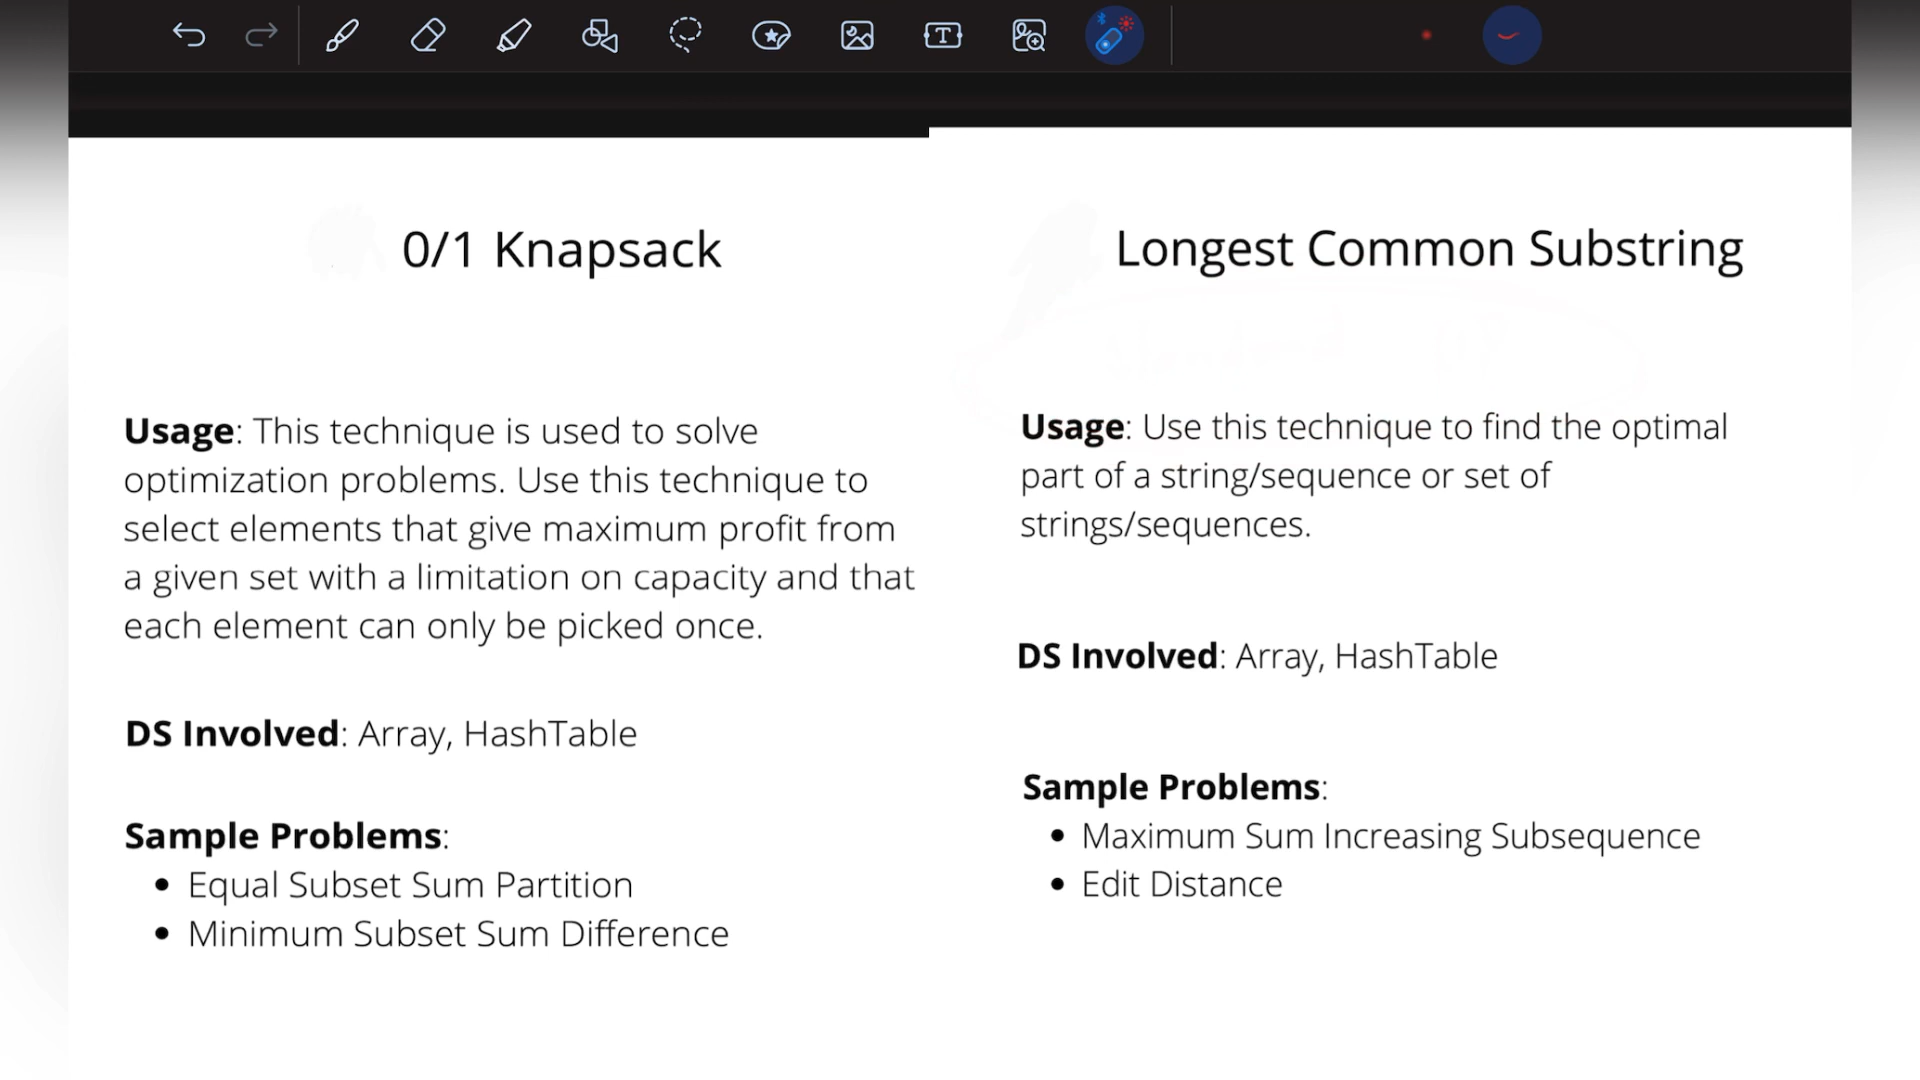 0/1 Knapsack
Usage: This technique is used to solve
optimization problems. Use this technique to
select elements that give maximum profit from
a given set with a limitation on capacity and that
each element can only be picked once.
DS Involved: Array, HashTable
Sample Problems:
• Equal Subset Sum Partition
• Minimum Subset Sum Difference
Longest Common Substring
Usage: Use this technique to find the optimal
part of a string/sequence or set of
strings/sequences.
DS Involved: Array, HashTable
Sample Problems:
• Maximum Sum Increasing Subsequence
• Edit Distance